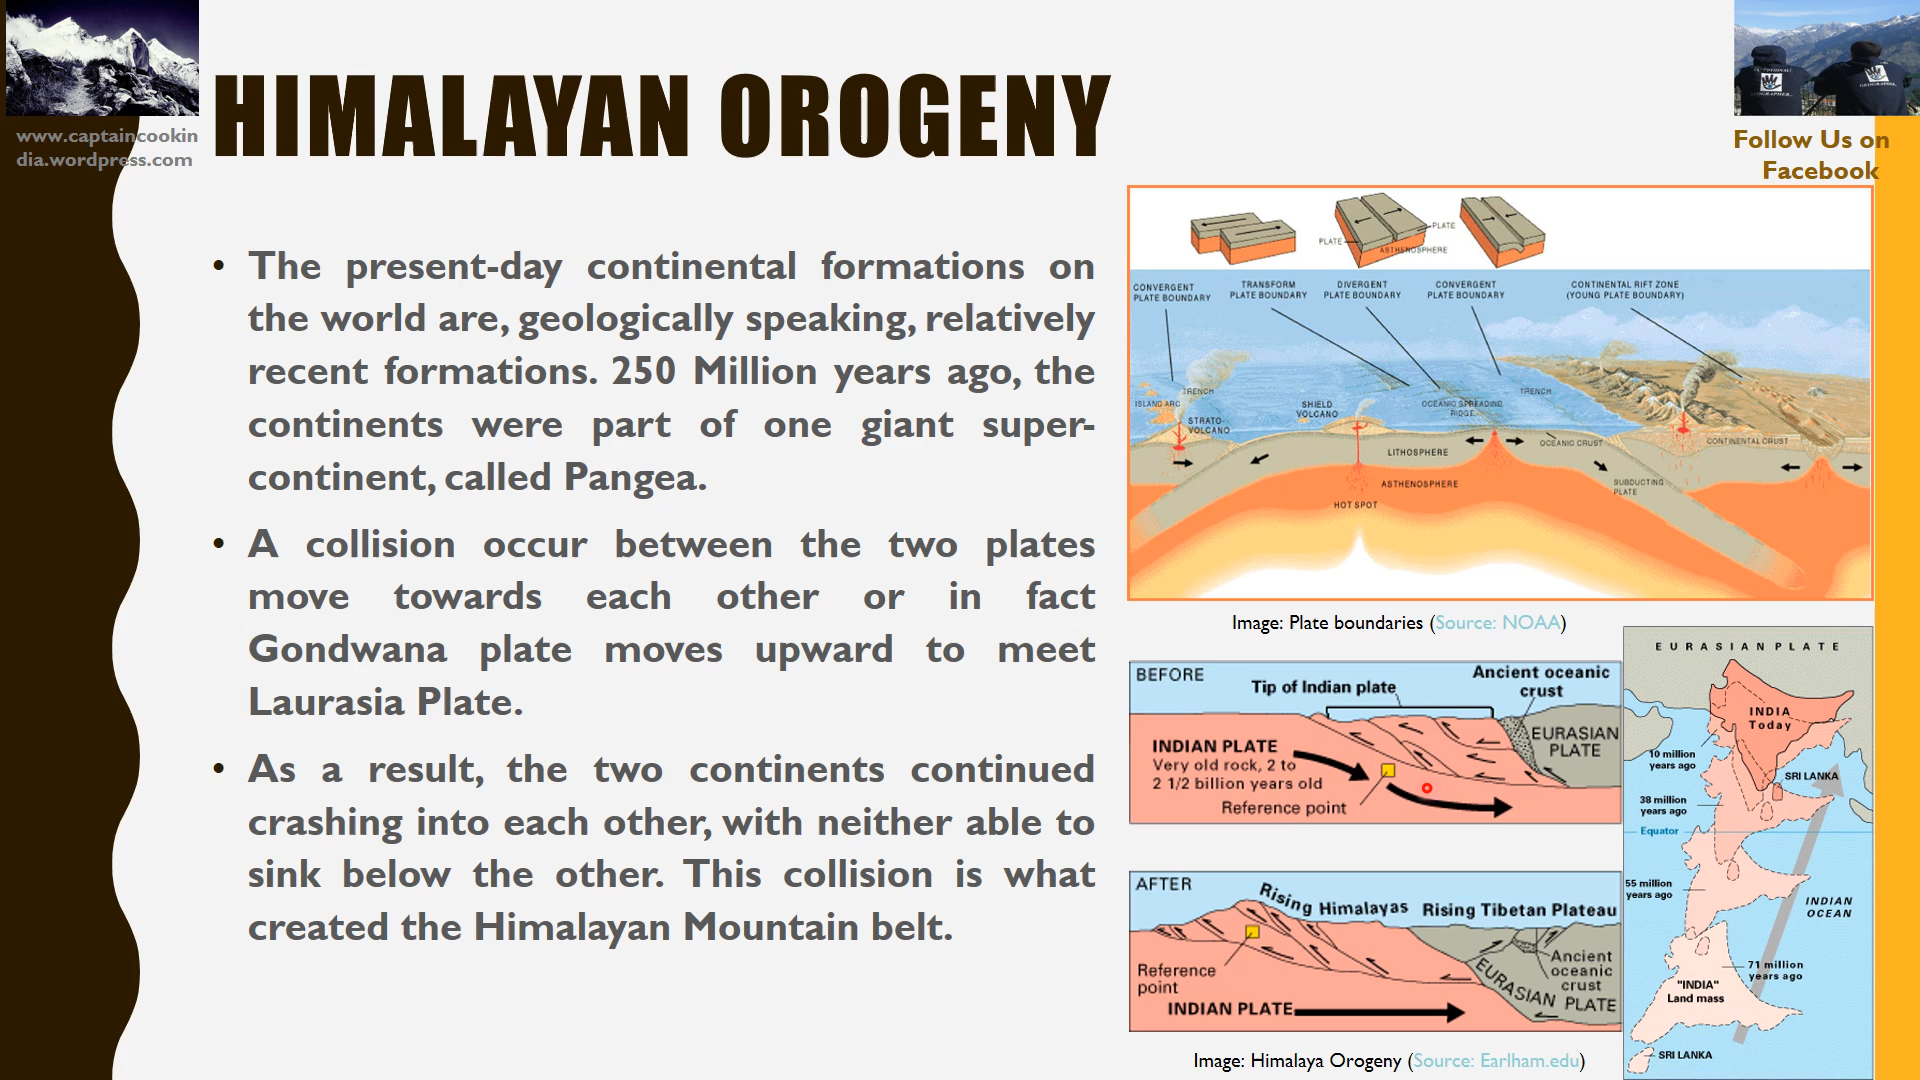 HIMALAYAN OROGENY
www.captaincookin
dia.wordpress.com
Follow Us on
Facebook
• The present-day continental formations on
the world are, geologically speaking, relatively
recent formations. 250 Million years ago, the
continents were part of one giant super-
continent, called Pangea.
• A collision occur between the two plates
move towards each other or in fact
Gondwana plate moves upward to meet
Laurasia Plate.
• As a result, the two continents continued
crashing into each other, with neither able to
sink below the other. This collision is what
created the Himalayan Mountain belt.
PLATE
PLATE
ASTHENOSPHERE
CONVERGENT
PLATE BOUNDARY
TRANSFORM
PLATE BOUNDARY
DIVERGENT
PLATE BOUNDARY
CONVERGENT
PLATE BOUNDARY
CONTINENTAL RIFT ZONE
(YOUNG PLATE BOUNDARY)
TRENCH
ISLAND ARC
STRATO-
VOLCANO
SHIELD
VOLCANO
OCEANIC SPREADING
RIDGE
TRENCH
OCEANIC CRUST
CONTINENTAL CRUST
LITHOSPHERE
ASTHENOSPHERE
SUBDUCTING
PLATE
HOT SPOT
Image: Plate boundaries (Source: NOAA)
BEFORE
Tip of Indian plate
Ancient oceanic
crust
INDIAN PLATE
Very old rock, 2 to
2 1/2 billion years old
Reference point
EURASIAN
PLATE
AFTER
Rising Himalayas
Rising Tibetan Plateau
Reference
point
INDIAN PLATE
EURASIAN PLATE
Ancient
oceanic
crust
Image: Himalaya Orogeny (Source: Earlham.edu)
EURASIAN PLATE
INDIA
Today
10 million
years ago
SRI LANKA
38 million
years ago
Equator
55 million
years ago
INDIAN
OCEAN
71 million
years ago
"INDIA"
Land mass
SRI LANKA